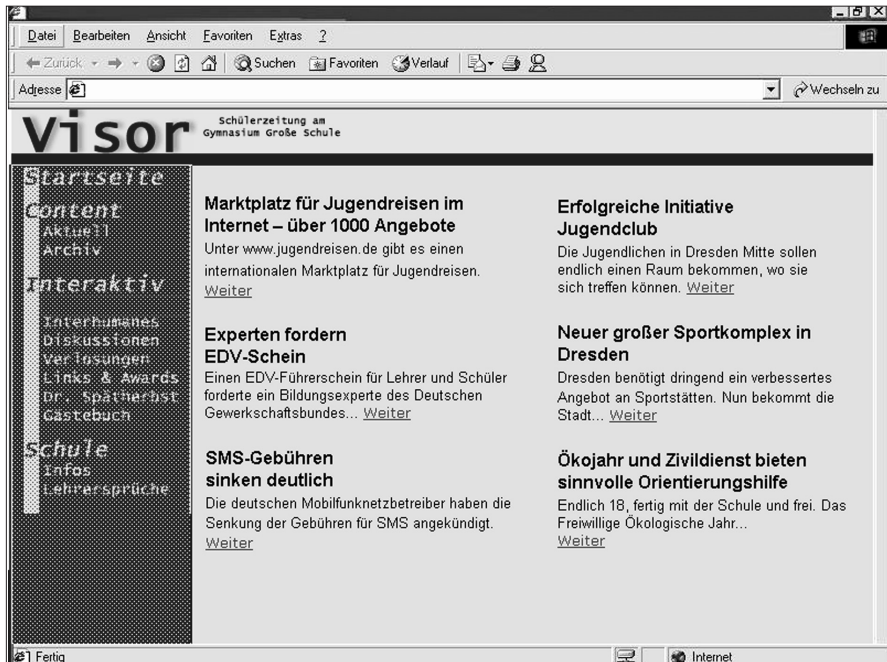 Datei Bearbeiten Ansicht Favoriten Extras ?
Zurück Suchen Favoriten Verlauf
Adresse Wechseln zu
Visor
Schülerzeitung am
Gymnasium Große Schule
Startseite
Content
Aktuell
Archiv
Interaktiv
Interhumanes
Diskussionen
Verlosungen
Links & Awards
Dr. Spätherbst
Gästebuch
Schule
Infos
Lehrersprüche
Marktplatz für Jugendreisen im
Internet – über 1000 Angebote
Unter www.jugendreisen.de gibt es einen
internationalen Marktplatz für Jugendreisen.
Weiter
Experten fordern
EDV-Schein
Einen EDV-Führerschein für Lehrer und Schüler
forderte ein Bildungsexperte des Deutschen
Gewerkschaftsbundes... Weiter
SMS-Gebühren
sinken deutlich
Die deutschen Mobilfunknetzbetreiber haben die
Senkung der Gebühren für SMS angekündigt.
Weiter
Erfolgreiche Initiative
Jugendclub
Die Jugendlichen in Dresden Mitte sollen
endlich einen Raum bekommen, wo sie
sich treffen können. Weiter
Neuer großer Sportkomplex in
Dresden
Dresden benötigt dringend ein verbessertes
Angebot an Sportstätten. Nun bekommt die
Stadt... Weiter
Ökojahr und Zivildienst bieten
sinnvolle Orientierungshilfe
Endlich 18, fertig mit der Schule und frei. Das
Freiwillige Ökologische Jahr...
Weiter
Fertig Internet